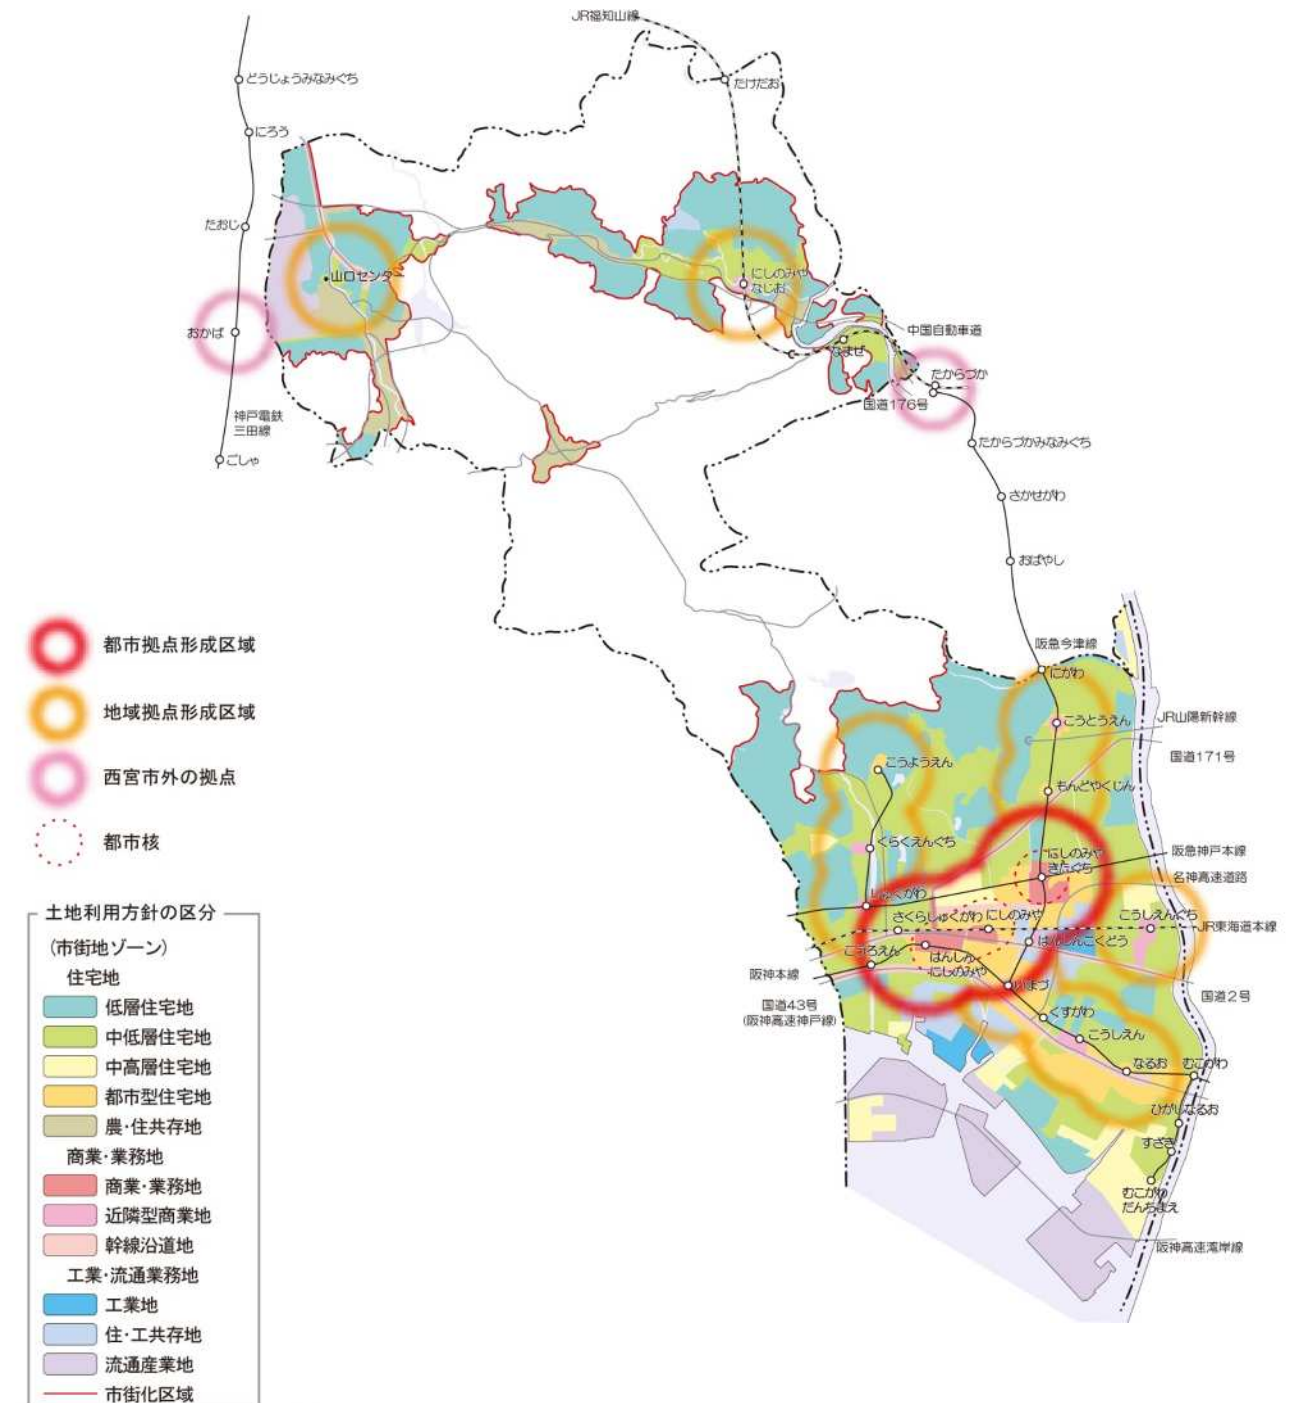 JR福知山線
どうじょうみなみぐち
たけだお
にろう
たおじ
山口センター
にしのみや
なじお
おかば
中国自動車道
なまぜ
たからづか
国道176号
神戸電鉄
三田線
ごしゃ
たからづかみなみぐち
さかせがわ
おばやし
阪急今津線
にがわ
こうとうえん
JR山陽新幹線
国道171号
こうようえん
もんどやくじん
くらくえんぐち
にしのみや
きたぐち
阪急神戸本線
名神高速道路
しゅくがわ
さくらしゅくがわ
にしのみや
こうしえんぐち
JR東海道本線
こうろえん
はんしん
にしのみや
はんしんこくどう
阪神本線
いまづ
国道2号
国道43号
(阪神高速神戸線)
くすがわ
こうしえん
なるお
むこがわ
ひがしなるお
すざき
むこがわ
だんちまえ
阪神高速湾岸線
都市拠点形成区域
地域拠点形成区域
西宮市外の拠点
都市核
土地利用方針の区分
(市街地ゾーン)
住宅地
低層住宅地
中低層住宅地
中高層住宅地
都市型住宅地
農・住共存地
商業・業務地
商業・業務地
近隣型商業地
幹線沿道地
工業・流通業務地
工業地
住・工共存地
流通産業地
市街化区域